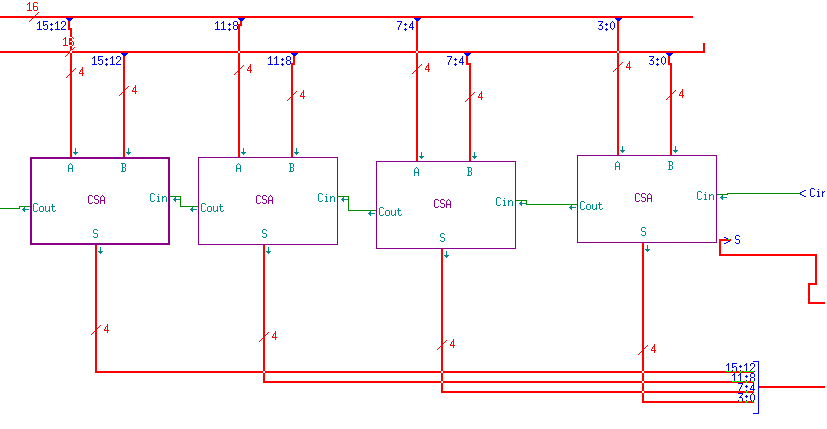 16
15:12 11:8 7:4 3:0
16
15:12 11:8 7:4 3:0
4 4 4 4 4 4 4 4
A B A B A B A B
CSA CSA CSA CSA
Cin Cin Cin Cin Cin
Cout Cout Cout Cout
S S S S S
4 4 4 4
15:12
11:8
7:4
3:0